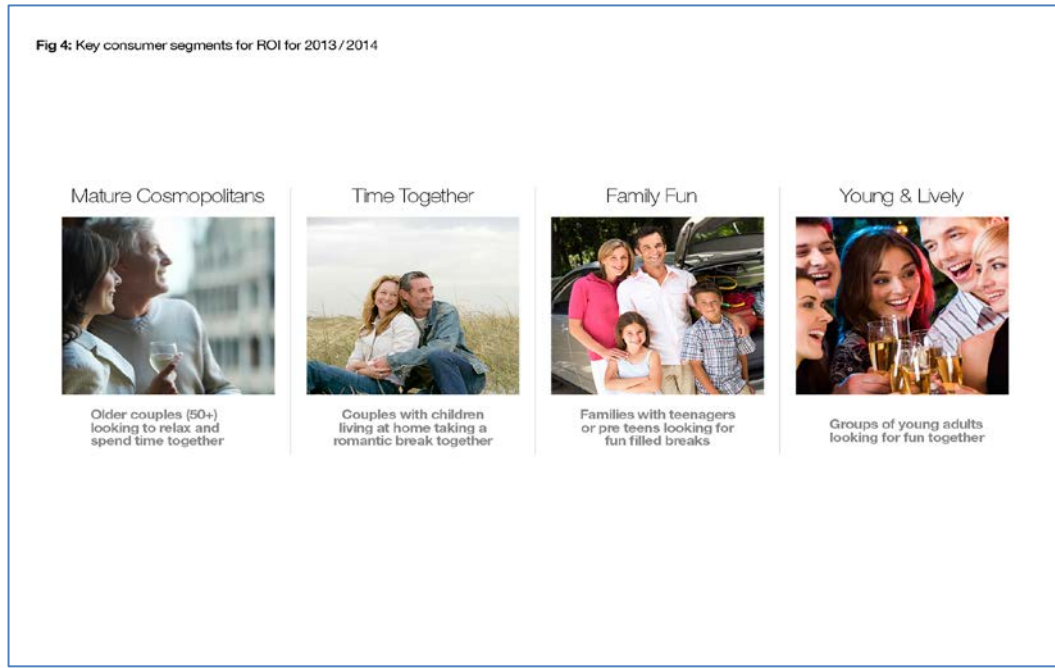 Fig 4: Key consumer segments for ROI for 2013/2014
Mature Cosmopolitans
Older couples (50+)
looking to relax and
spend time together
Time Together
Couples with children
living at home taking a
romantic break together
Family Fun
Families with teenagers
or pre teens looking for
fun filled breaks
Young & Lively
Groups of young adults
looking for fun together